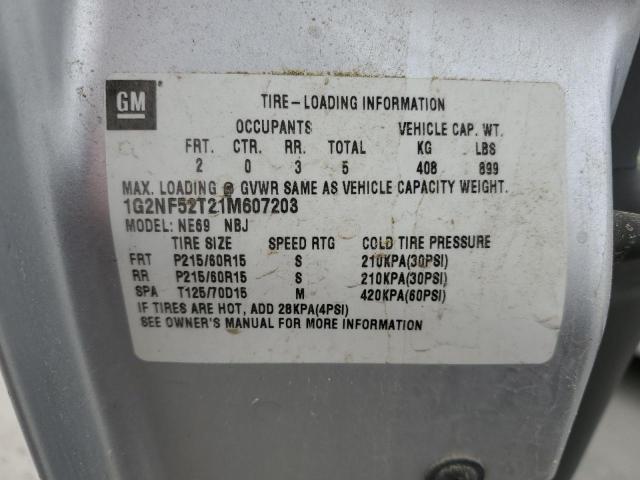 GM
TIRE-LOADING INFORMATION
OCCUPANTS VEHICLE CAP. WT.
FRT. CTR. RR. TOTAL KG LBS
2 0 3 5 408 899
MAX. LOADING @ GVWR SAME AS VEHICLE CAPACITY WEIGHT.
1G2NF52T21M607203
MODEL: NE69 NBJ
TIRE SIZE SPEED RTG COLD TIRE PRESSURE
FRT P215/60R15 S 210KPA(30PSI)
RR P215/60R15 S 210KPA(30PSI)
SPA T125/70D15 M 420KPA(60PSI)
IF TIRES ARE HOT, ADD 28KPA(4PSI)
SEE OWNER'S MANUAL FOR MORE INFORMATION